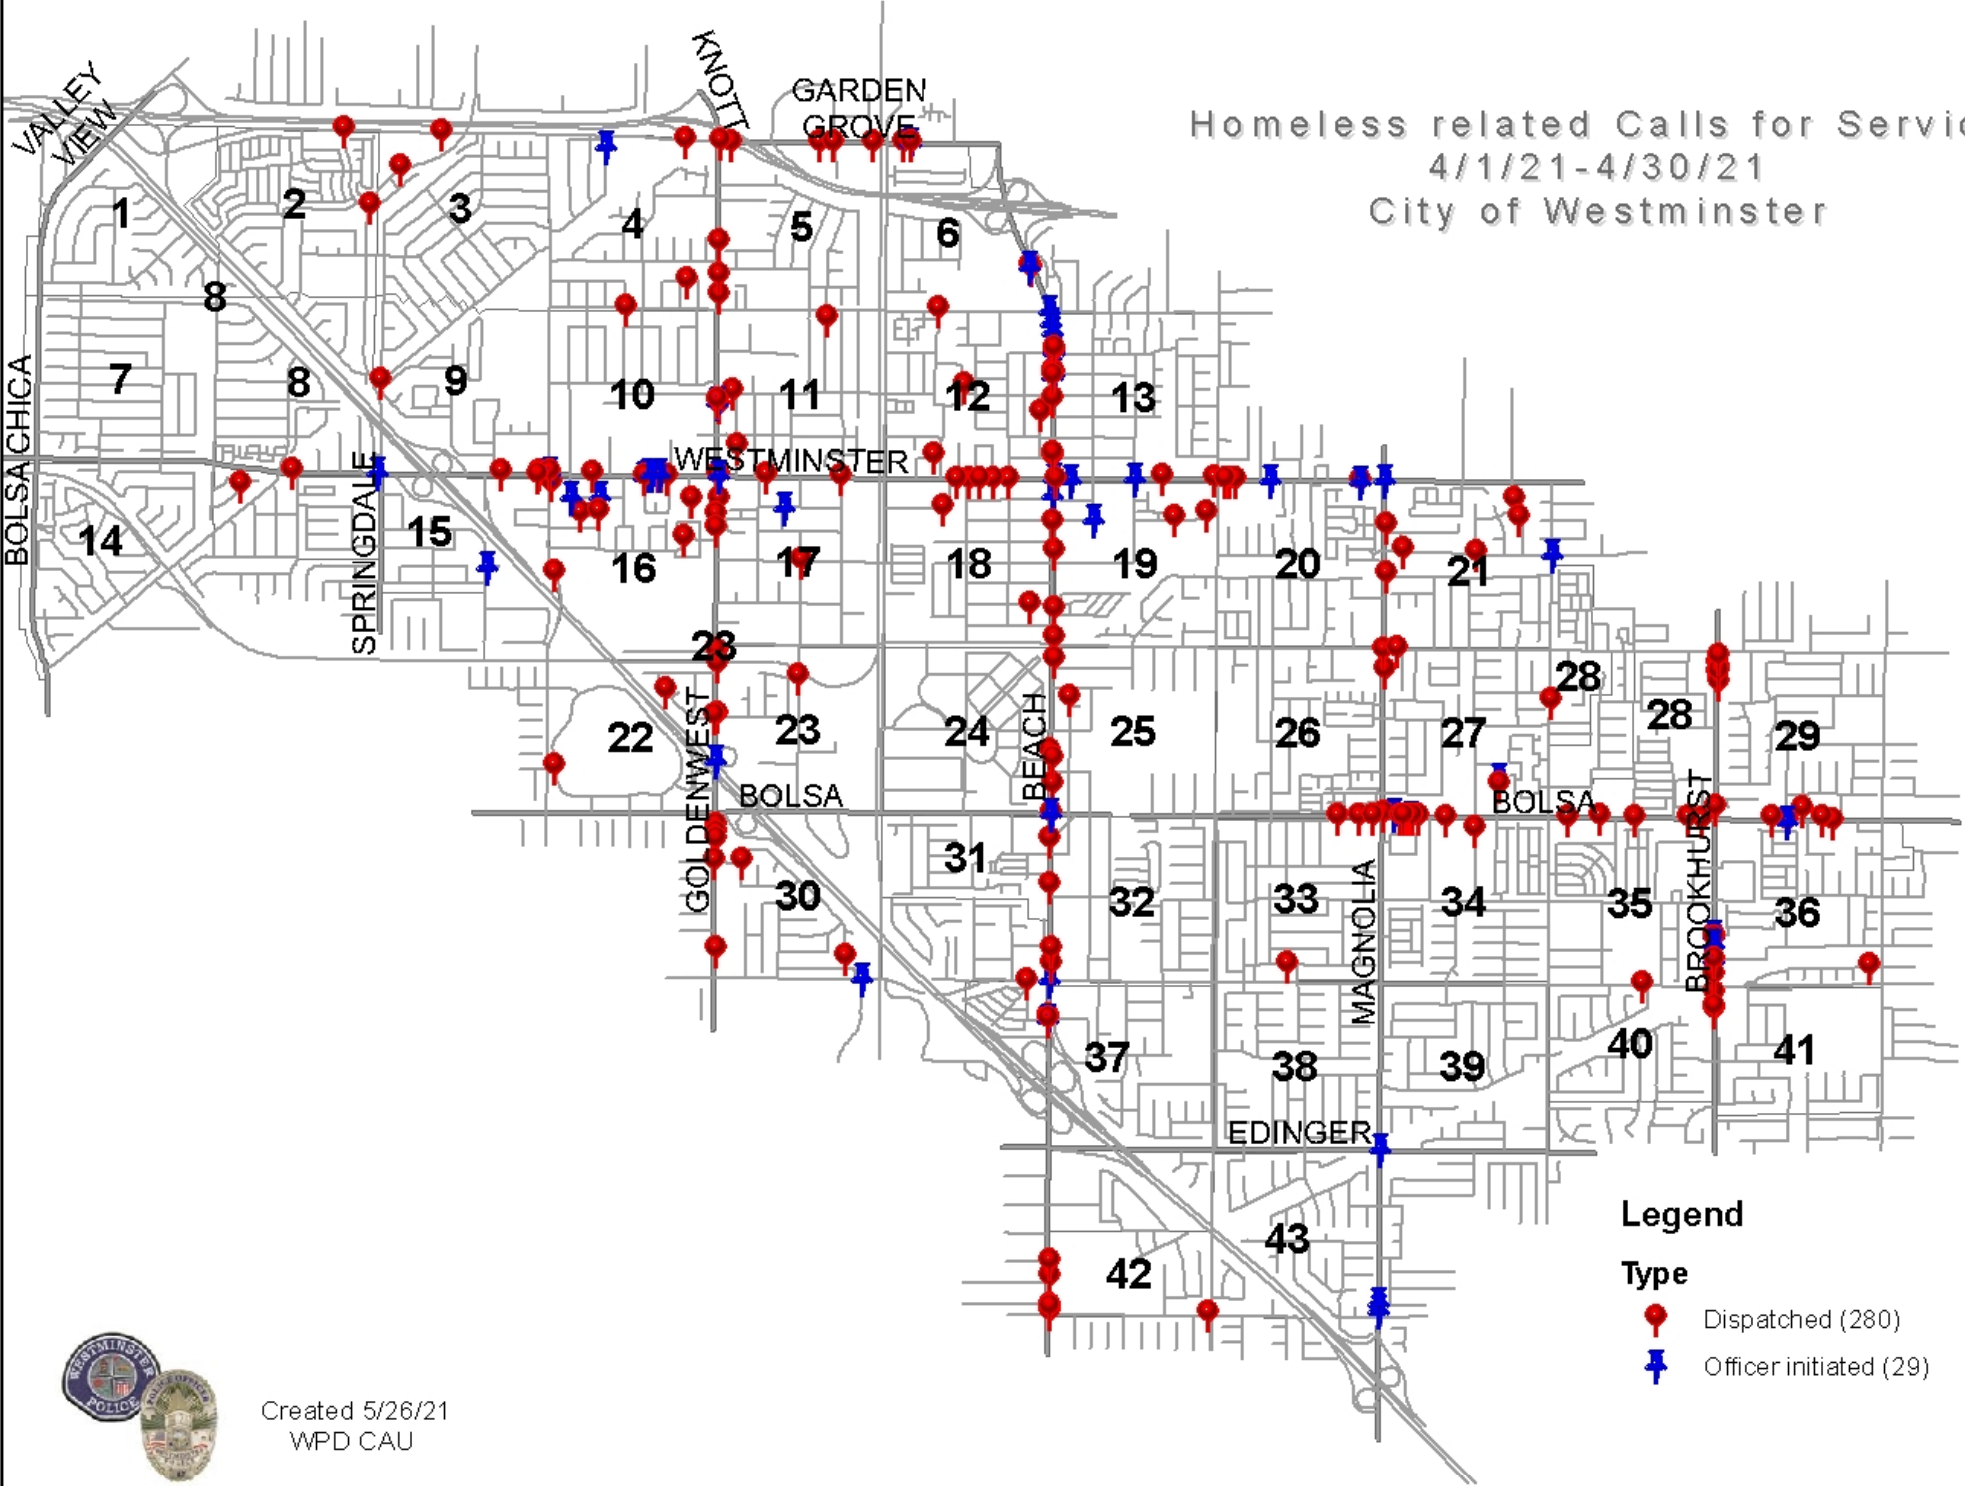 Homeless related Calls for Servic
4/1/21-4/30/21
City of Westminster
VALLEY
VIEW
KNOTT
GARDEN
GROVE
1
2
3
4
5
6
8
7
8
9
10
11
12
13
BOLSA CHICA
WESTMINSTER
SPRINGDALE
14
15
16
17
18
19
20
21
23
22
GOLDENWEST
23
24
BEACH
25
26
27
28
28
29
BOLSA
BOLSA
BROOKHURST
30
31
32
33
MAGNOLIA
34
35
36
37
38
39
40
41
EDINGER
42
43
Legend
Type
Dispatched (280)
Officer initiated (29)
WESTMINSTER
POLICE
POLICE OFFICER
Created 5/26/21
WPD CAU